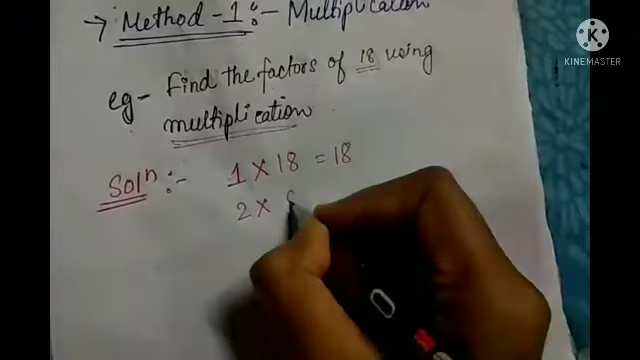 → Method -1 :- Multiplication
eg- Find the factors of 18 using
multiplication
Solⁿ :- 1 × 18 = 18
2 ×
KINEMASTER